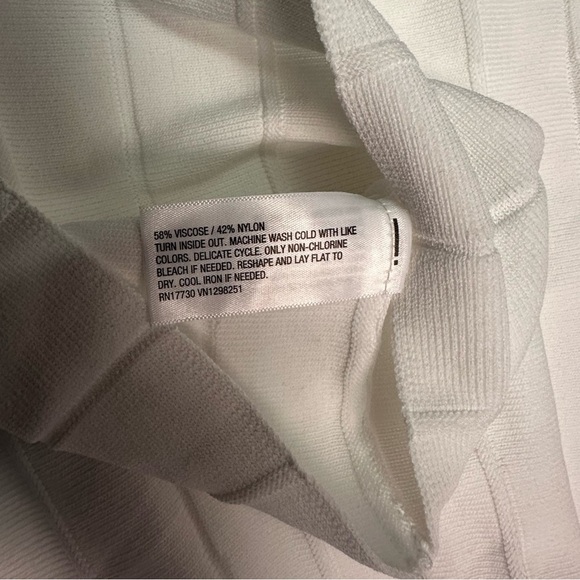 58% VISCOSE / 42% NYLON
TURN INSIDE OUT. MACHINE WASH COLD WITH LIKE
COLORS. DELICATE CYCLE. ONLY NON-CHLORINE
BLEACH IF NEEDED. RESHAPE AND LAY FLAT TO
DRY. COOL IRON IF NEEDED.
RN17730 VN1298251